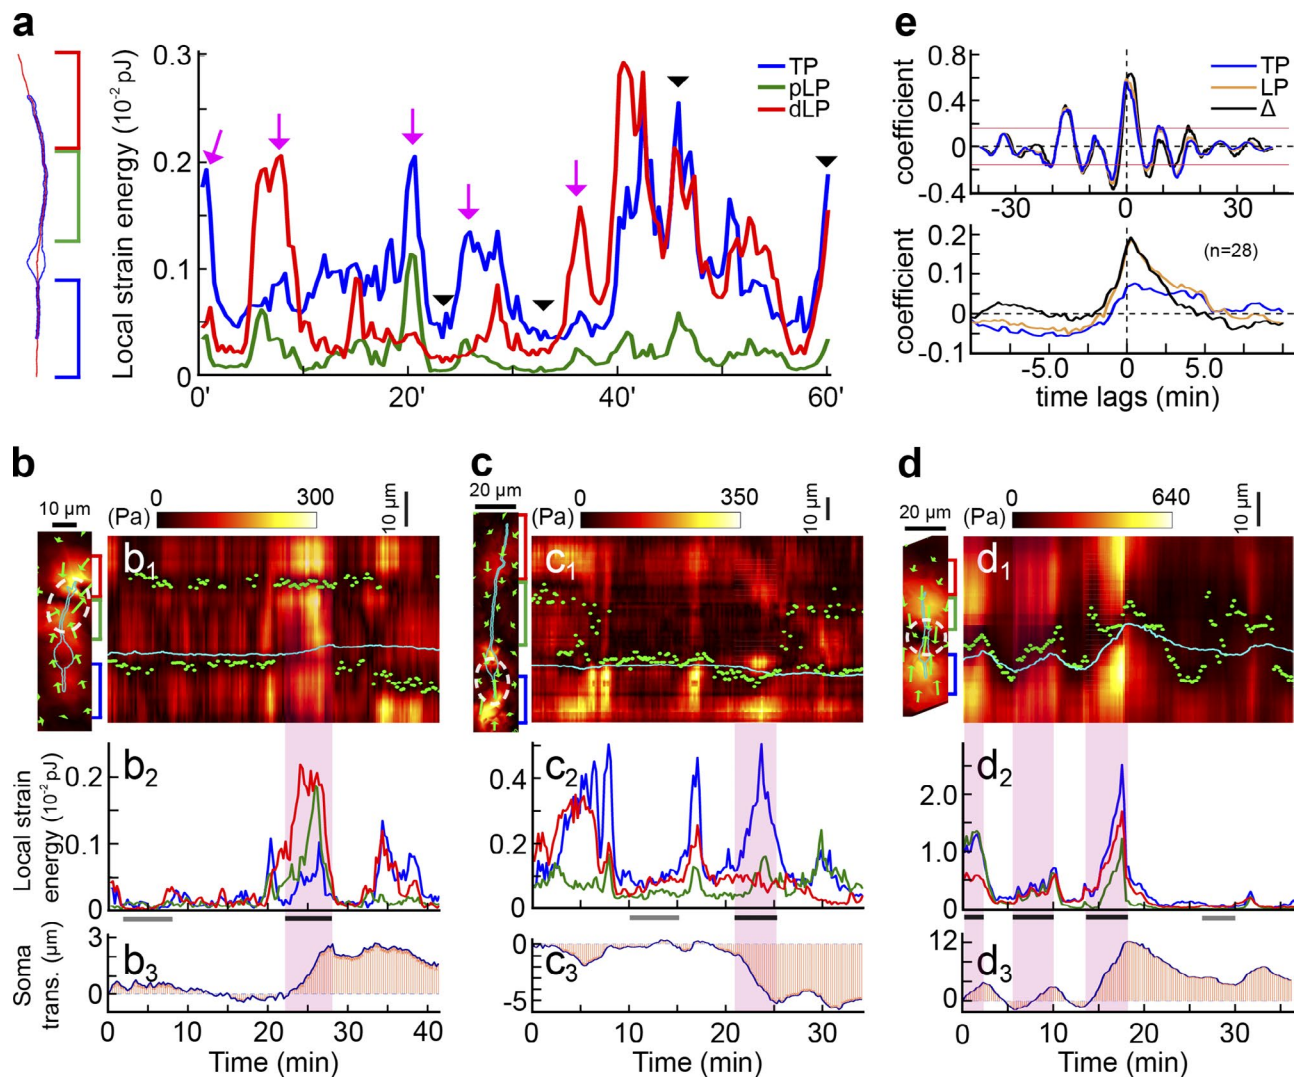 a
Local strain energy (10⁻² pJ)
0.3
0.2
0.1
0
TP
pLP
dLP
0' 20' 40' 60'
e
coefficient
0.8
0.4
0
-0.4
TP
LP
Δ
-30 0 30
coefficient
0.2
0.1
0
-0.1
(n=28)
-5.0 0 5.0
time lags (min)
b
10 µm
0 300
(Pa)
10 µm
b₁
Local strain
energy (10⁻² pJ)
0.2
0.1
0
b₂
Soma
trans. (µm)
3
0
b₃
0 10 20 30 40
Time (min)
c
20 µm
0 350
(Pa)
10 µm
c₁
0.4
0.2
0
c₂
0
-5
c₃
0 10 20 30
Time (min)
d
20 µm
0 640
(Pa)
10 µm
d₁
2.0
1.0
0
d₂
12
0
d₃
0 10 20 30
Time (min)